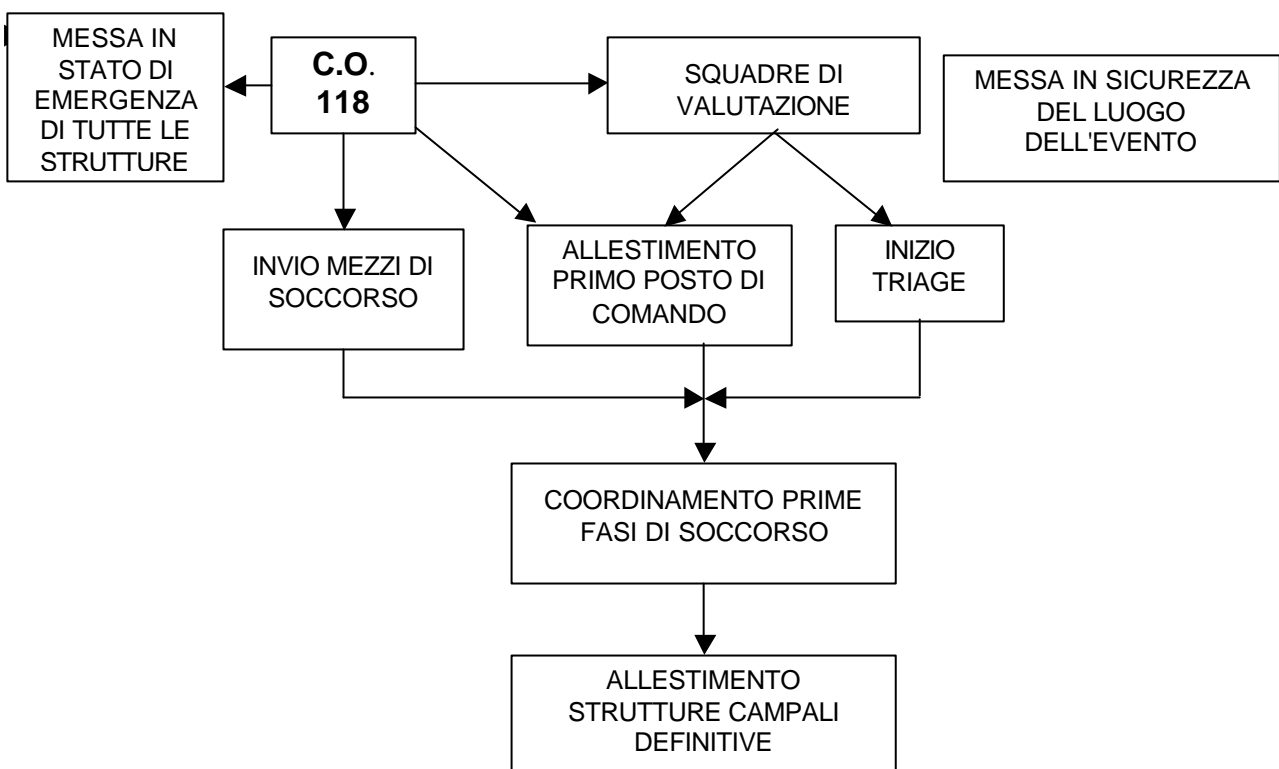 MESSA IN
STATO DI
EMERGENZA
DI TUTTE LE
STRUTTURE
C.O.
118
SQUADRE DI
VALUTAZIONE
MESSA IN SICUREZZA
DEL LUOGO
DELL'EVENTO
INVIO MEZZI DI
SOCCORSO
ALLESTIMENTO
PRIMO POSTO DI
COMANDO
INIZIO
TRIAGE
COORDINAMENTO PRIME
FASI DI SOCCORSO
ALLESTIMENTO
STRUTTURE CAMPALI
DEFINITIVE